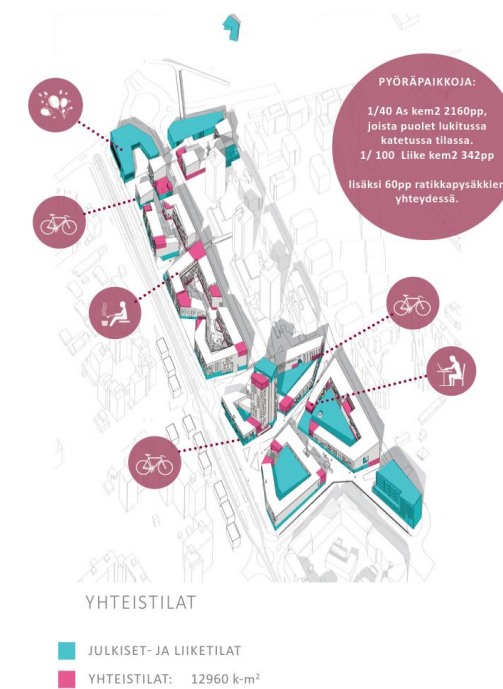 PYÖRÄPAIKKOJA:
1/40 As kem2 2160pp,
joista puolet lukitussa
katetussa tilassa.
1/ 100 Liike kem2 342pp
lisäksi 60pp ratikkapysäkkien
yhteydessä.
YHTEISTILAT
JULKISET- JA LIIKETILAT
YHTEISTILAT: 12960 k-m²